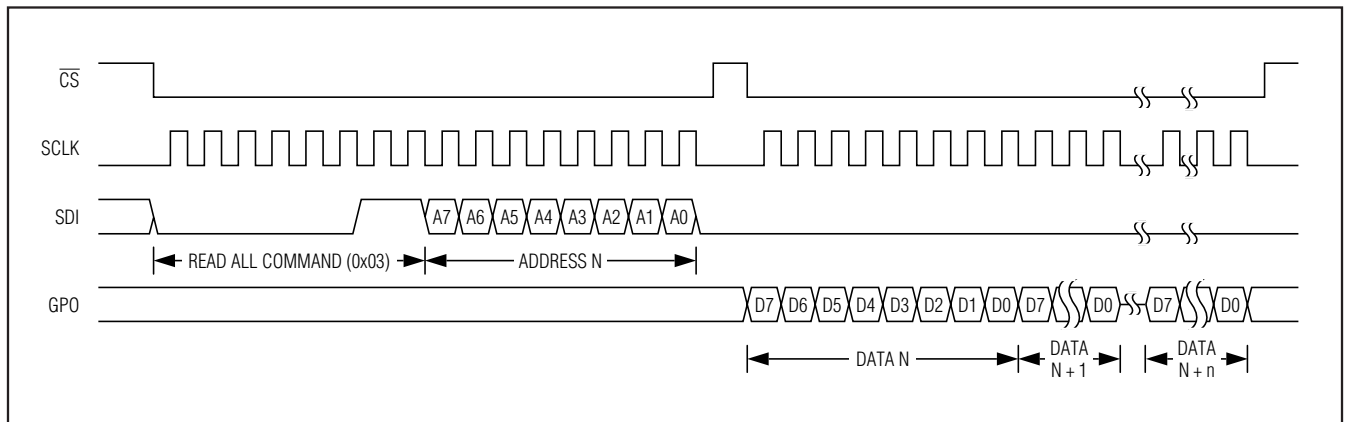 CS
SCLK
SDI
A7 A6 A5 A4 A3 A2 A1 A0
READ ALL COMMAND (0x03) ADDRESS N
GPO
D7 D6 D5 D4 D3 D2 D1 D0 D7 D0 D7 D0
DATA N
DATA
N + 1
DATA
N + n